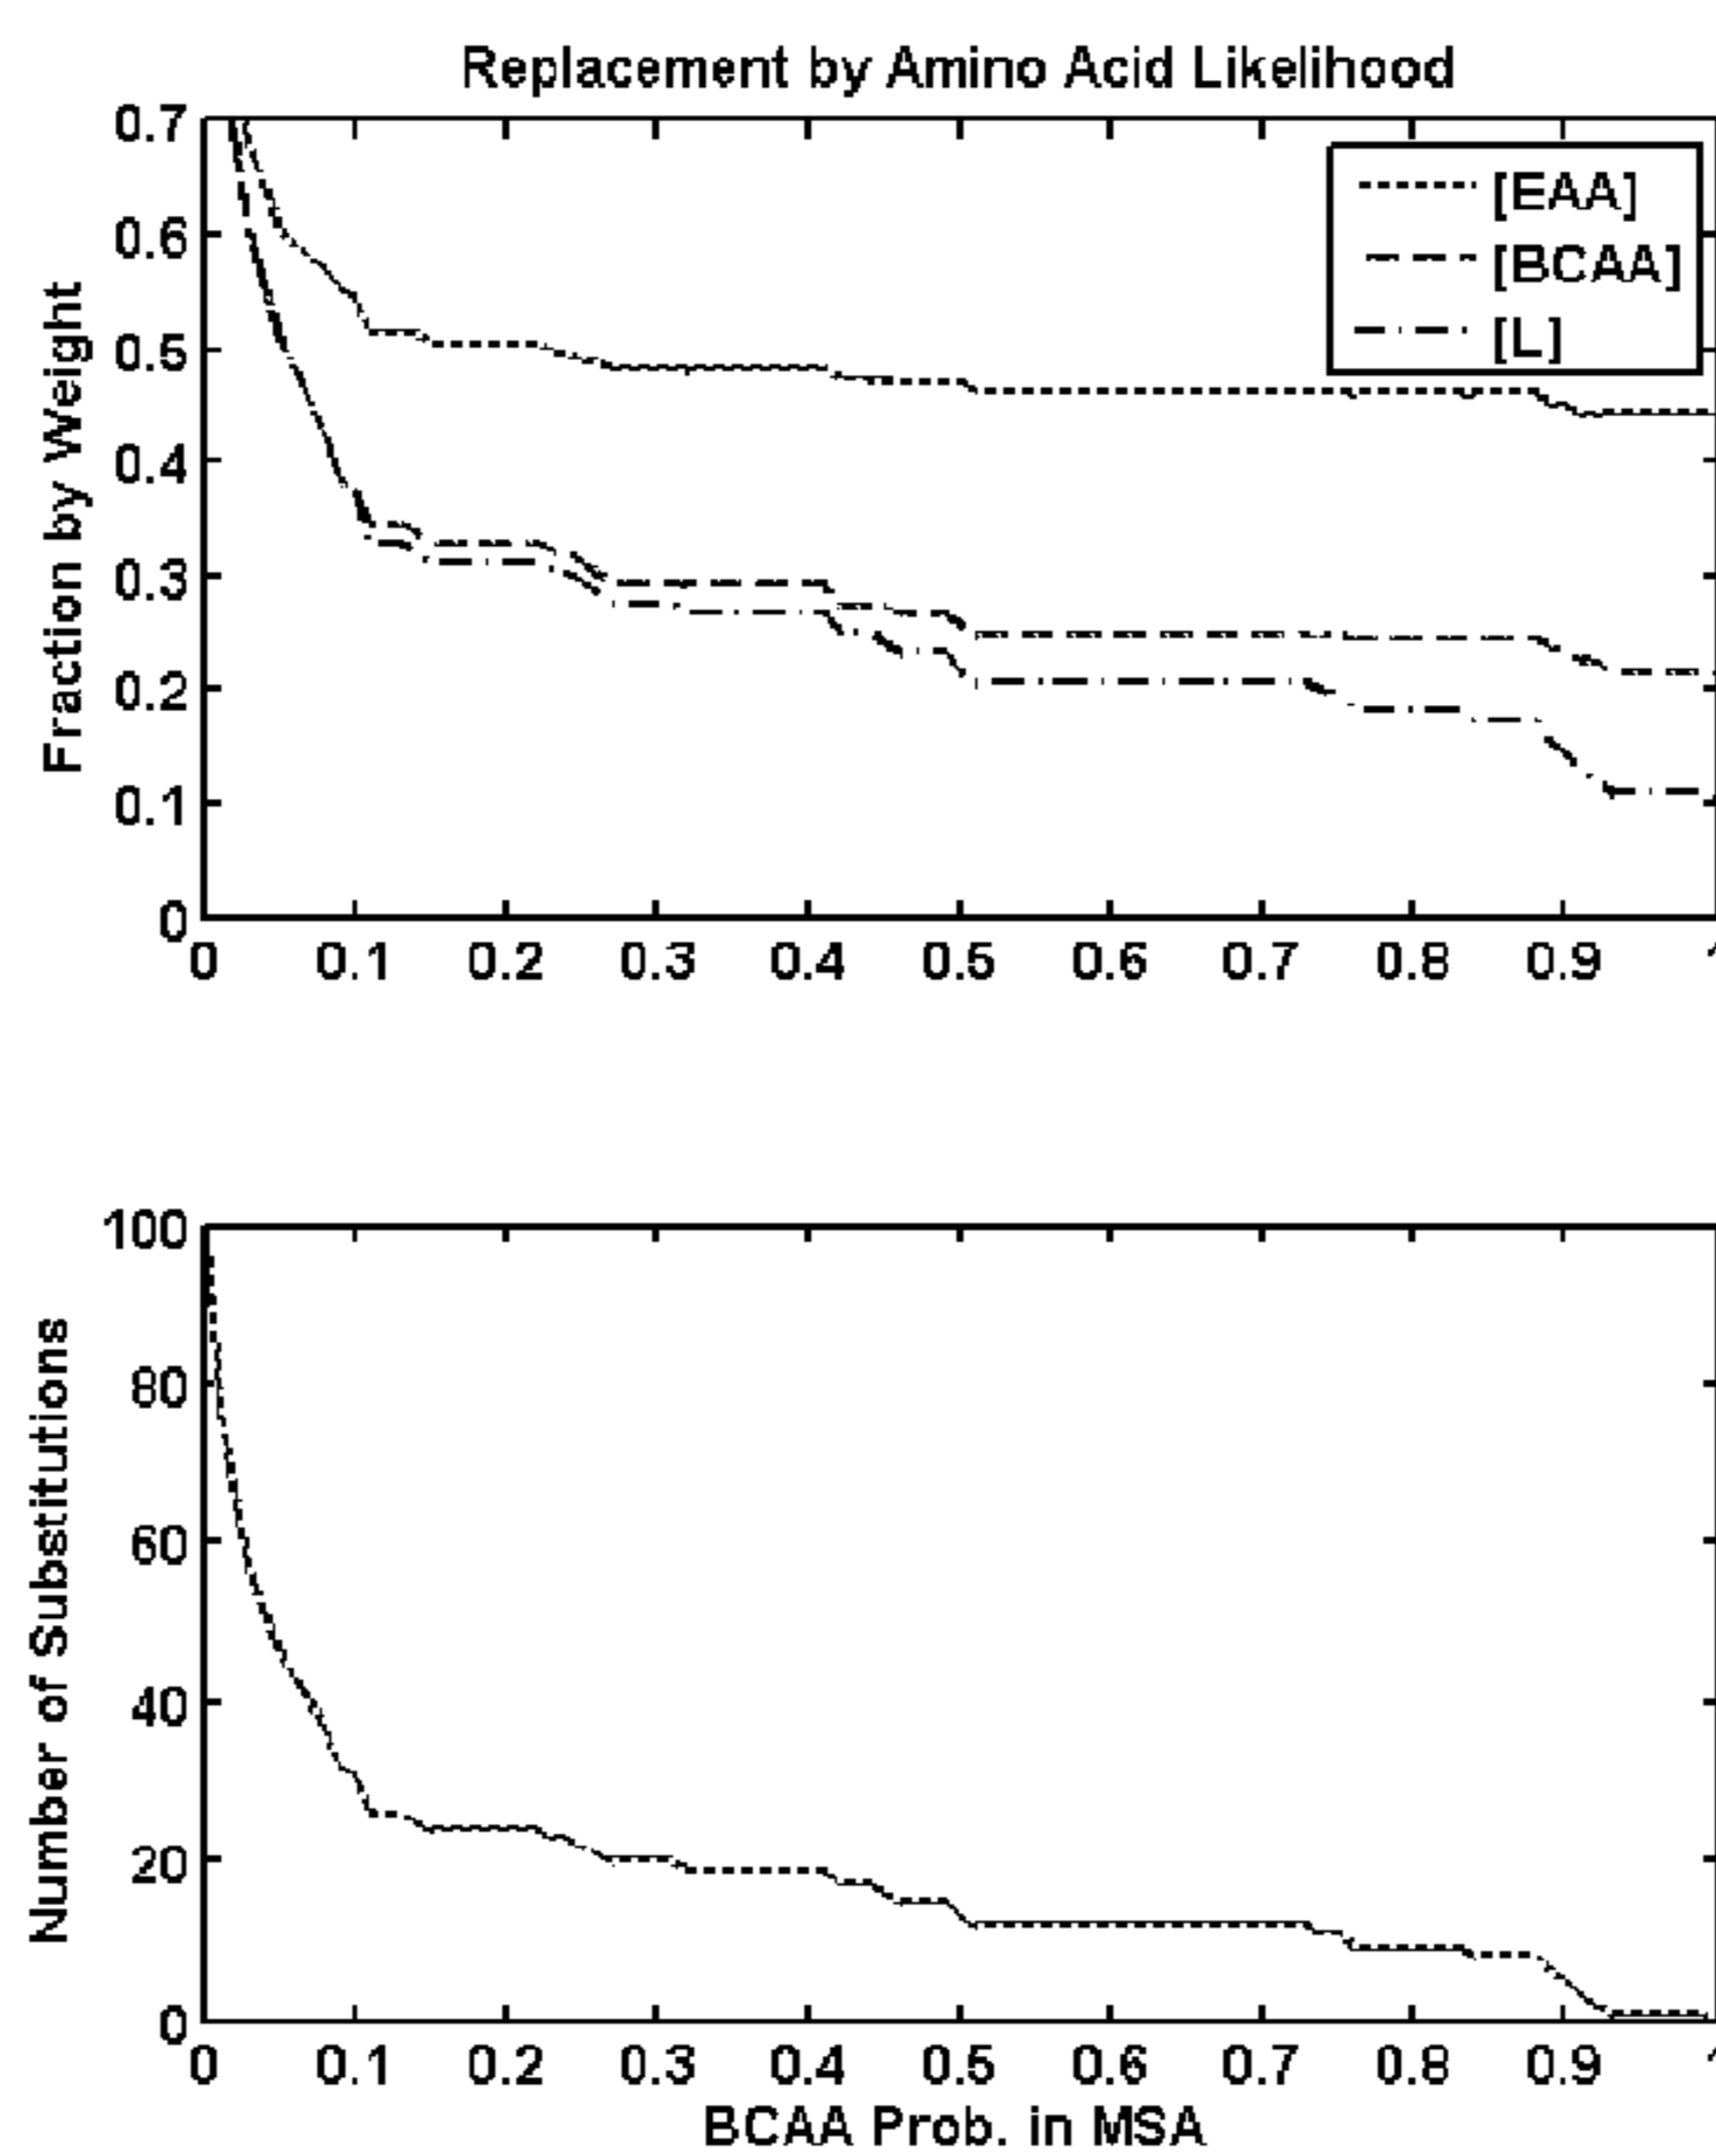 Replacement by Amino Acid Likelihood
0.7
0.6
0.5
0.4
0.3
0.2
0.1
0
Fraction by Weight
[EAA]
[BCAA]
[L]
0 0.1 0.2 0.3 0.4 0.5 0.6 0.7 0.8 0.9
100
80
60
40
20
0
Number of Substitutions
0 0.1 0.2 0.3 0.4 0.5 0.6 0.7 0.8 0.9
BCAA Prob. in MSA